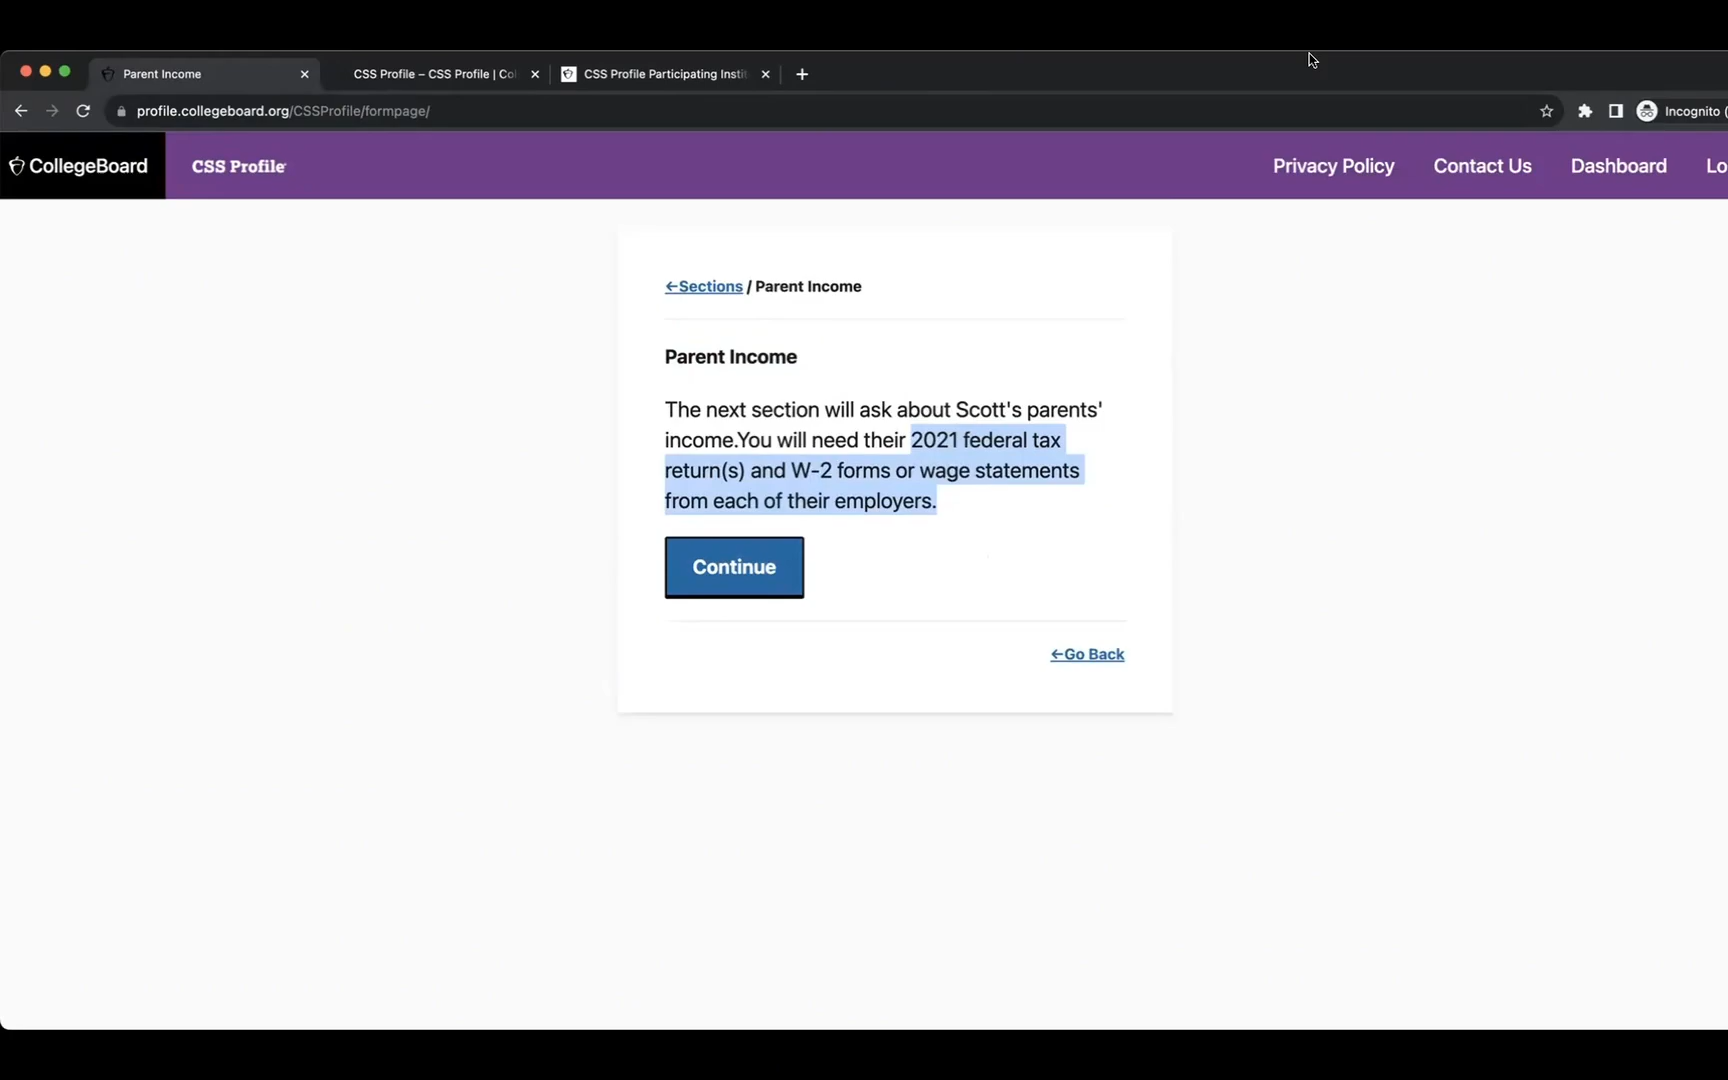 Parent Income
CSS Profile – CSS Profile | Co
CSS Profile Participating Instit
profile.collegeboard.org/CSSProfile/formpage/
Incognito (
CollegeBoard
CSS Profile
Privacy Policy
Contact Us
Dashboard
Lo
←Sections / Parent Income
Parent Income
The next section will ask about Scott's parents'
income.You will need their 2021 federal tax
return(s) and W-2 forms or wage statements
from each of their employers.
Continue
←Go Back